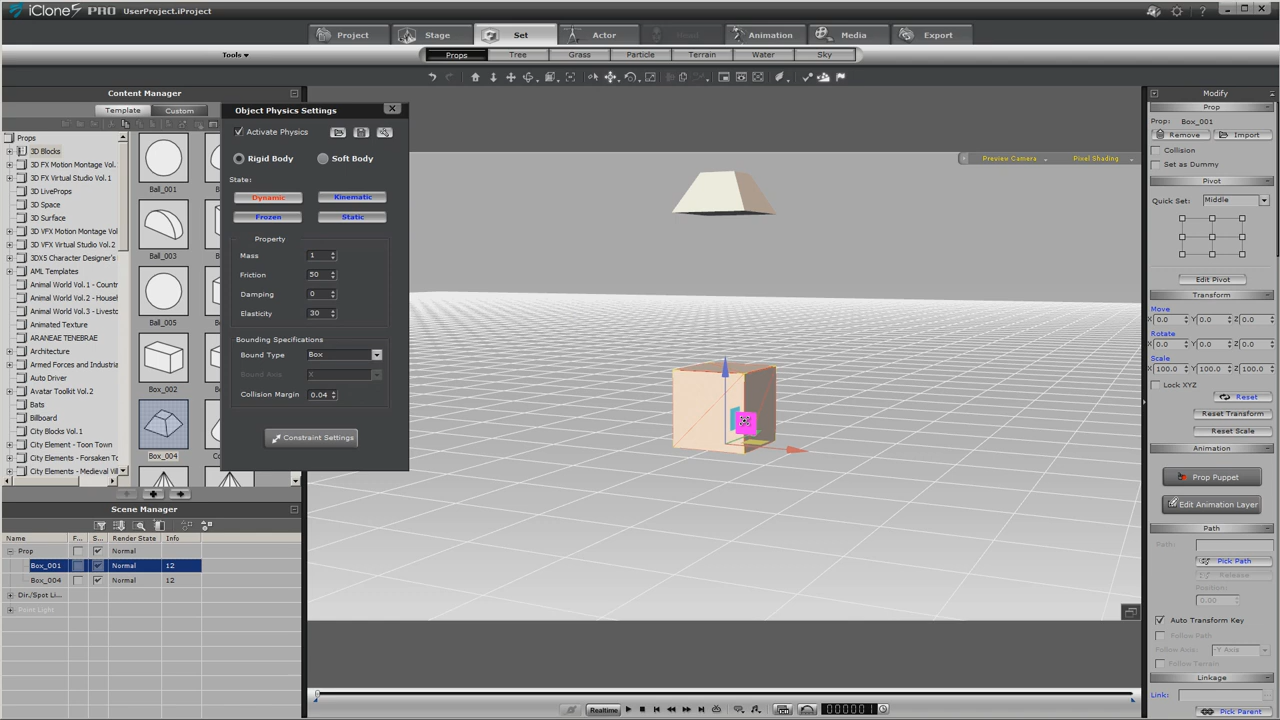 iClone5 PRO UserProject.iProject
Project Stage Set Actor Head Animation Media Export
Tools
Props Tree Grass Particle Terrain Water Sky
Content Manager
Template Custom
Props
3D Blocks
3D FX Motion Montage Vol.
3D FX Virtual Studio Vol. 1
3D LiveProps
3D Space
3D Surface
3D VFX Motion Montage Vol.
3D VFX Virtual Studio Vol. 2
3DX5 Character Designer's
AML Templates
Animal World Vol.1 - Countr
Animal World Vol.2 - Housel
Animal World Vol.3 - Livesto
Animated Texture
ARANEAE TENEBRAE
Architecture
Armed Forces and Industria
Auto Driver
Avatar Toolkit Vol.2
Bats
Billboard
City Blocks Vol.1
City Element - Toon Town
City Elements - Forsaken To
City Elements - Medieval Vil
Ball_001
Ball_003
Ball_005
Box_002
Box_004
Object Physics Settings
Activate Physics
Rigid Body Soft Body
State:
Dynamic Kinematic
Frozen Static
Property
Mass 1
Friction 50
Damping 0
Elasticity 30
Bounding Specifications
Bound Type Box
Bound Axis X
Collision Margin 0.04
Constraint Settings
Preview Camera Pixel Shading
Scene Manager
Name F... S... Render State Info
Prop Normal
Box_001 Normal 12
Box_004 Normal 12
Dir./Spot Li...
Point Light
Realtime
000001
Modify
Prop
Prop: Box_001
Remove Import
Collision
Set as Dummy
Pivot
Quick Set: Middle
Edit Pivot
Transform
Move
X 0.0 Y 0.0 Z 0.0
Rotate
X 0.0 Y 0.0 Z 0.0
Scale
X 100.0 Y 100.0 Z 100.0
Lock XYZ
Reset
Reset Transform
Reset Scale
Animation
Prop Puppet
Edit Animation Layer
Path
Path:
Pick Path
Release
Position:
0.00
Auto Transform Key
Follow Path
Follow Axis: -Y Axis
Follow Terrain
Linkage
Link:
Pick Parent